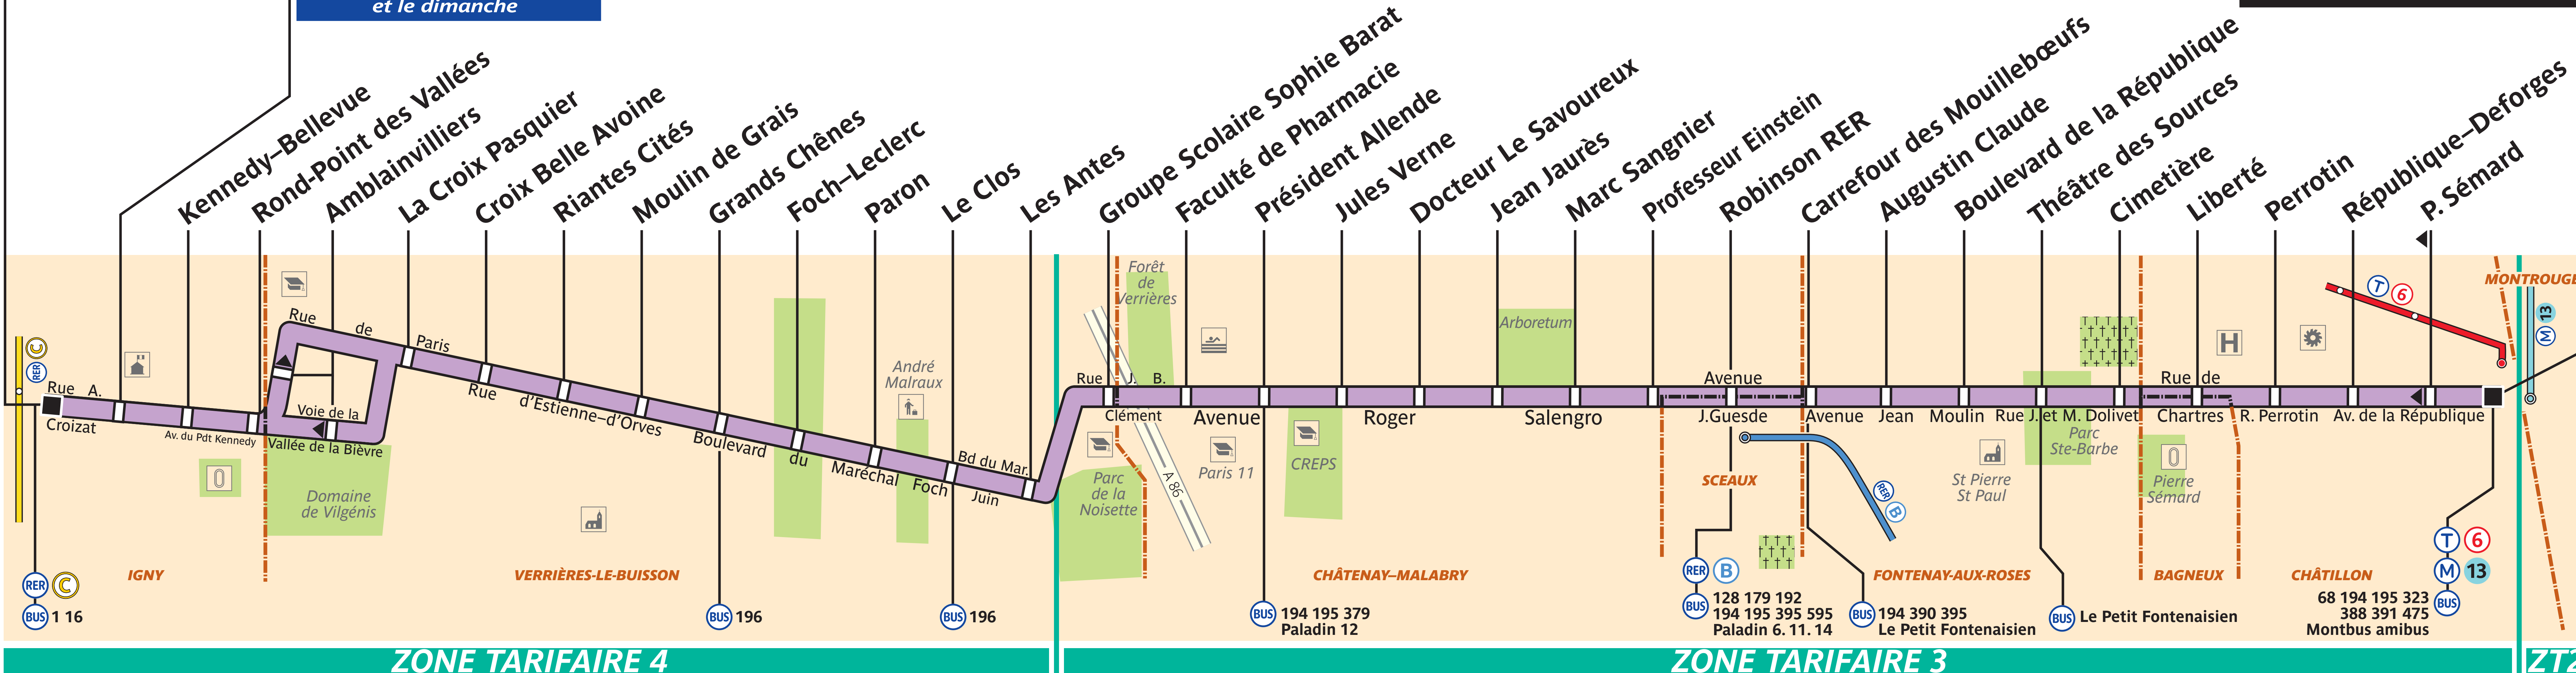 et le dimanche
Kennedy–Bellevue
Rond-Point des Vallées
Amblainvilliers
La Croix Pasquier
Croix Belle Avoine
Riantes Cités
Moulin de Grais
Grands Chênes
Foch–Leclerc
Paron
Le Clos
Les Antes
Groupe Scolaire Sophie Barat
Faculté de Pharmacie
Président Allende
Jules Verne
Docteur Le Savoureux
Jean Jaurès
Marc Sangnier
Professeur Einstein
Robinson RER
Carrefour des Mouillebœufs
Augustin Claude
Boulevard de la République
Théâtre des Sources
Cimetière
Liberté
Perrotin
République–Deforges
P. Sémard
C
RER
Rue A.
Croizat
Av. du Pdt Kennedy
Rue de Paris
Voie de la
Vallée de la Bièvre
Domaine
de Vilgénis
Rue d'Estienne–d'Orves
Boulevard du Maréchal Foch
André
Malraux
Bd du Mar.
Juin
Forêt
de
Verrières
Rue J. B.
Clément
Parc
de la
Noisette
A 86
Paris 11
Avenue Roger Salengro
CREPS
Arboretum
Avenue
J.Guesde
SCEAUX
RER
B
Avenue Jean Moulin
St Pierre
St Paul
Rue J.et M. Dolivet
Parc
Ste-Barbe
Rue de
Chartres
H
Pierre
Sémard
R. Perrotin
Av. de la République
T 6
MONTROUGE
13
M
IGNY
VERRIÈRES-LE-BUISSON
CHÂTENAY–MALABRY
FONTENAY-AUX-ROSES
BAGNEUX
CHÂTILLON
RER C
BUS 1 16
BUS 196
BUS 196
BUS 194 195 379
Paladin 12
RER B
BUS 128 179 192
194 195 395 595
Paladin 6. 11. 14
BUS 194 390 395
Le Petit Fontenaisien
BUS Le Petit Fontenaisien
T 6
M 13
68 194 195 323 BUS
388 391 475
Montbus amibus
ZONE TARIFAIRE 4
ZONE TARIFAIRE 3
ZT2